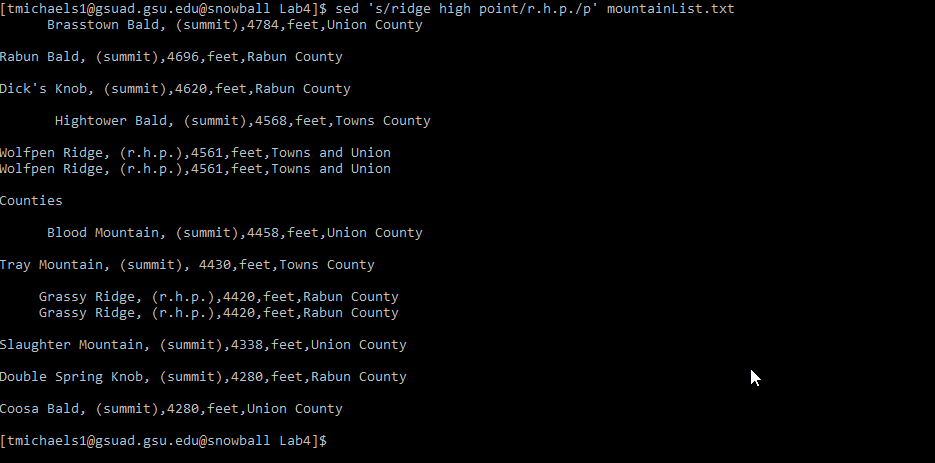 [tmichaels1@gsuad.gsu.edu@snowball Lab4]$ sed 's/ridge high point/r.h.p./p' mountainList.txt
Brasstown Bald, (summit),4784,feet,Union County
Rabun Bald, (summit),4696,feet,Rabun County
Dick's Knob, (summit),4620,feet,Rabun County
Hightower Bald, (summit),4568,feet,Towns County
Wolfpen Ridge, (r.h.p.),4561,feet,Towns and Union
Wolfpen Ridge, (r.h.p.),4561,feet,Towns and Union
Counties
Blood Mountain, (summit),4458,feet,Union County
Tray Mountain, (summit), 4430,feet,Towns County
Grassy Ridge, (r.h.p.),4420,feet,Rabun County
Grassy Ridge, (r.h.p.),4420,feet,Rabun County
Slaughter Mountain, (summit),4338,feet,Union County
Double Spring Knob, (summit),4280,feet,Rabun County
Coosa Bald, (summit),4280,feet,Union County
[tmichaels1@gsuad.gsu.edu@snowball Lab4]$